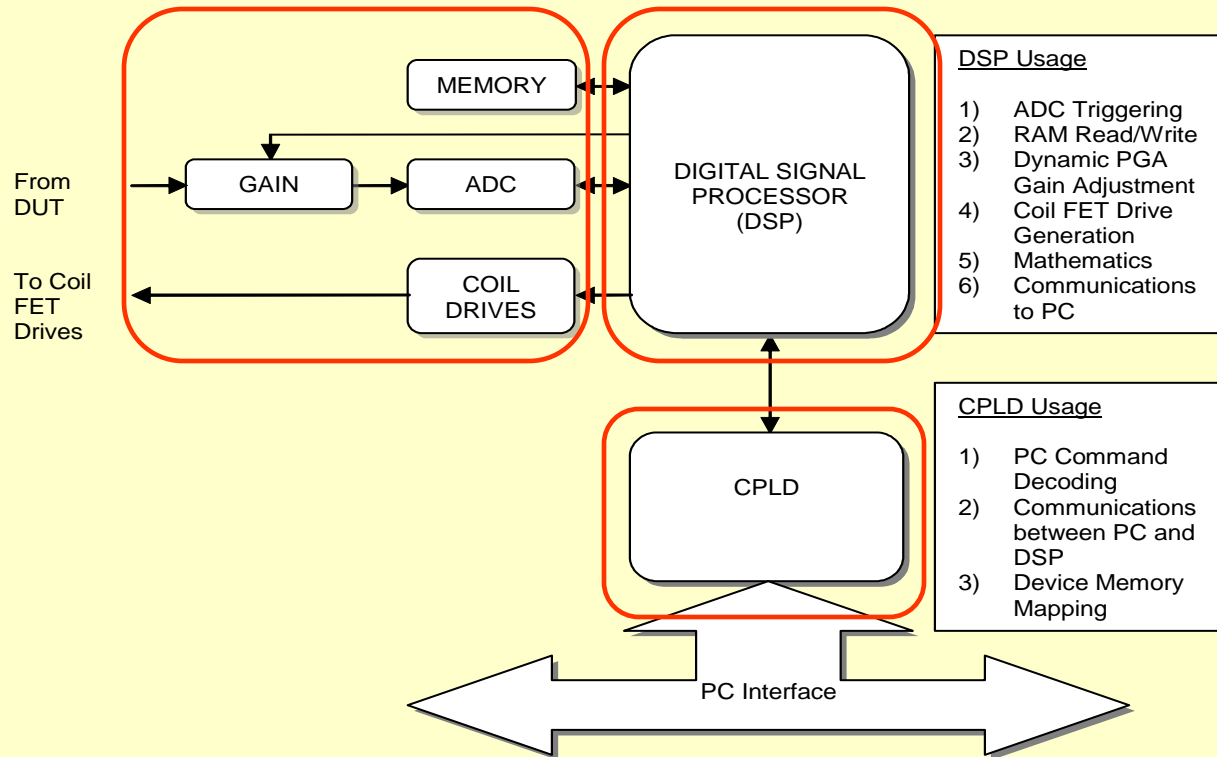 MEMORY
From
DUT
GAIN
ADC
To Coil
FET
Drives
COIL
DRIVES
DIGITAL SIGNAL
PROCESSOR
(DSP)
DSP Usage
1) ADC Triggering
2) RAM Read/Write
3) Dynamic PGA
Gain Adjustment
4) Coil FET Drive
Generation
5) Mathematics
6) Communications
to PC
CPLD
CPLD Usage
1) PC Command
Decoding
2) Communications
between PC and
DSP
3) Device Memory
Mapping
PC Interface